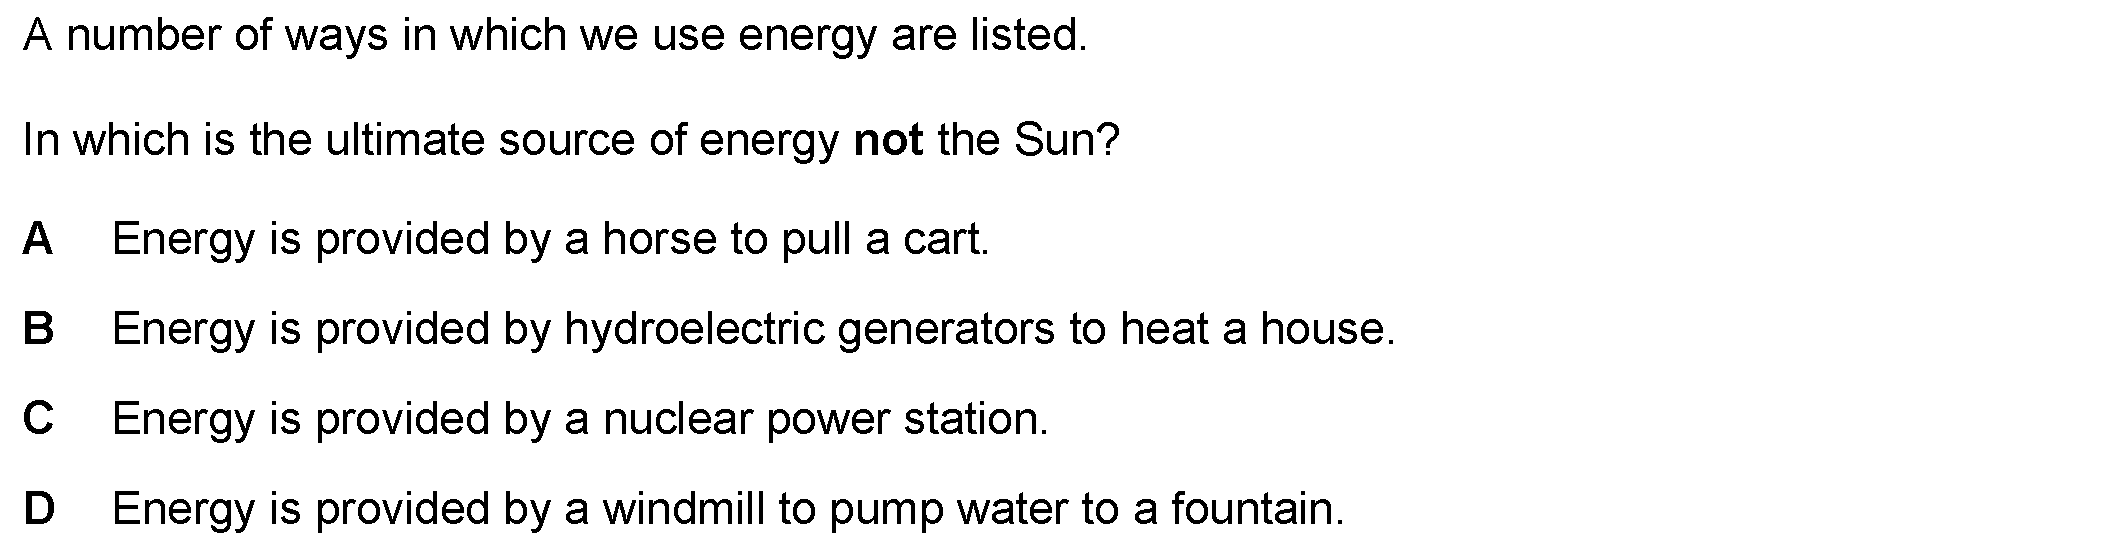 A number of ways in which we use energy are listed.
In which is the ultimate source of energy not the Sun?
A Energy is provided by a horse to pull a cart.
B Energy is provided by hydroelectric generators to heat a house.
C Energy is provided by a nuclear power station.
D Energy is provided by a windmill to pump water to a fountain.